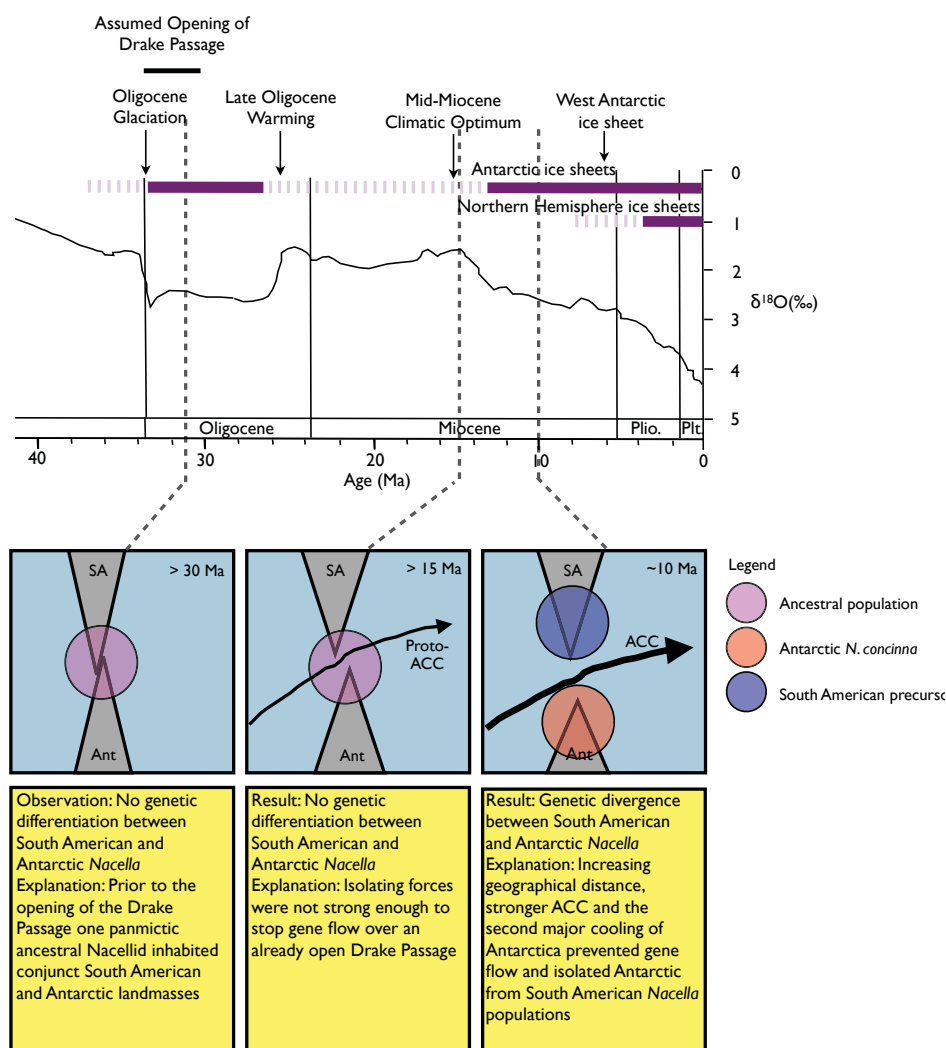 Assumed Opening of
Drake Passage
Oligocene
Glaciation
Late Oligocene
Warming
Mid-Miocene
Climatic Optimum
West Antarctic
ice sheet
Antarctic ice sheets
Northern Hemisphere ice sheets
0
1
2
3
4
5
δ¹⁸O(‰)
Oligocene
Miocene
Plio.
Plt.
40
30
20
10
0
Age (Ma)
SA
> 30 Ma
Ant
SA
> 15 Ma
Proto-
ACC
Ant
SA
~10 Ma
ACC
Ant
Legend
Ancestral population
Antarctic N. concinna
South American precurso
Observation: No genetic
differentiation between
South American and
Antarctic Nacella
Explanation: Prior to the
opening of the Drake
Passage one panmictic
ancestral Nacellid inhabited
conjunct South American
and Antarctic landmasses
Result: No genetic
differentiation between
South American and
Antarctic Nacella
Explanation: Isolating forces
were not strong enough to
stop gene flow over an
already open Drake Passage
Result: Genetic divergence
between South American
and Antarctic Nacella
Explanation: Increasing
geographical distance,
stronger ACC and the
second major cooling of
Antarctica prevented gene
flow and isolated Antarctic
from South American Nacella
populations